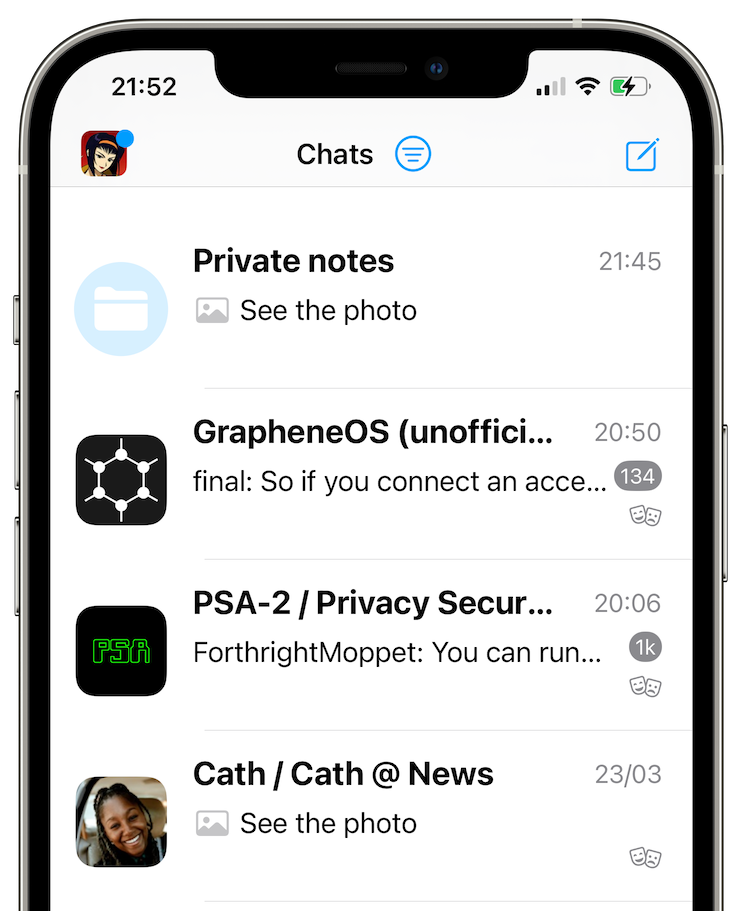 21:52
Chats
Private notes 21:45
See the photo
GrapheneOS (unoffici... 20:50
final: So if you connect an acce... 134
PSA-2 / Privacy Secur... 20:06
PSA
ForthrightMoppet: You can run... 1k
Cath / Cath @ News 23/03
See the photo